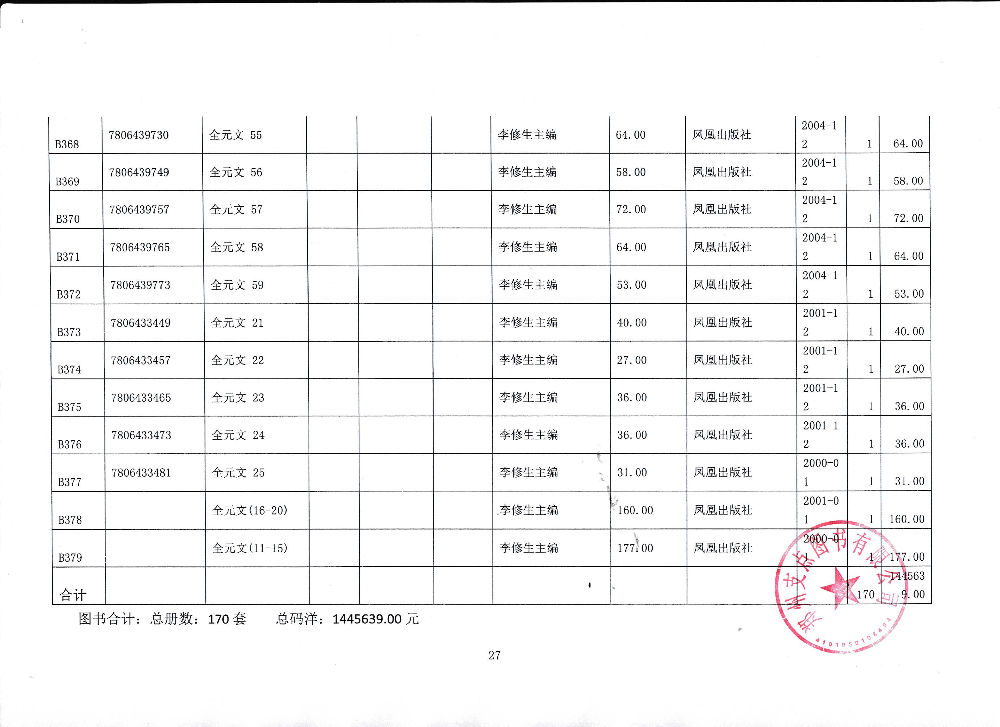 B368 7806439730 全元文 55 李修生主编 64.00 凤凰出版社 2004-12 1 64.00
B369 7806439749 全元文 56 李修生主编 58.00 凤凰出版社 2004-12 1 58.00
B370 7806439757 全元文 57 李修生主编 72.00 凤凰出版社 2004-12 1 72.00
B371 7806439765 全元文 58 李修生主编 64.00 凤凰出版社 2004-12 1 64.00
B372 7806439773 全元文 59 李修生主编 53.00 凤凰出版社 2004-12 1 53.00
B373 7806433449 全元文 21 李修生主编 40.00 凤凰出版社 2001-12 1 40.00
B374 7806433457 全元文 22 李修生主编 27.00 凤凰出版社 2001-12 1 27.00
B375 7806433465 全元文 23 李修生主编 36.00 凤凰出版社 2001-12 1 36.00
B376 7806433473 全元文 24 李修生主编 36.00 凤凰出版社 2001-12 1 36.00
B377 7806433481 全元文 25 李修生主编 31.00 凤凰出版社 2000-01 1 31.00
B378 全元文(16-20) 李修生主编 160.00 凤凰出版社 2001-01 1 160.00
B379 全元文(11-15) 李修生主编 177.00 凤凰出版社 2000-01 1 177.00
合计 170 1445639.00
图书合计：总册数：170 套 总码洋：1445639.00 元
郑州支点图书有限公司
4101050108494
27